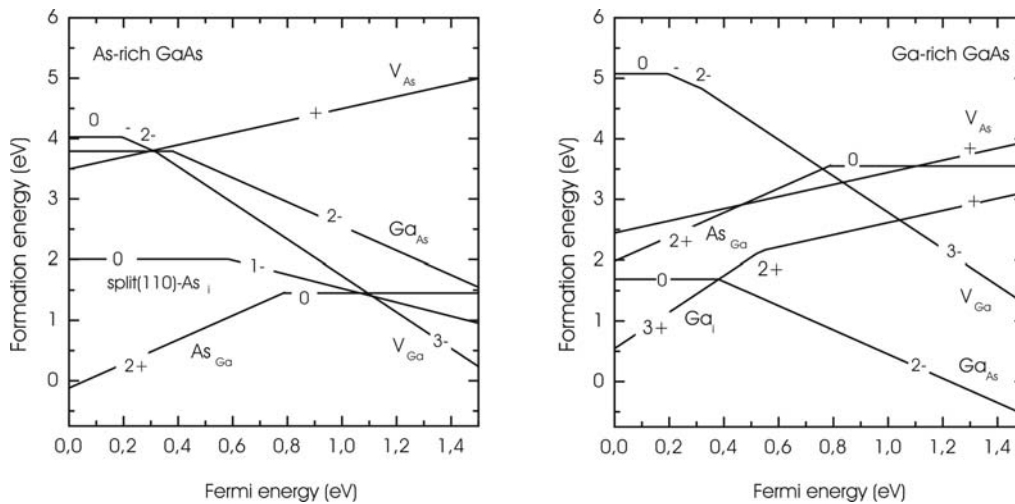 As-rich GaAs
Formation energy (eV)
6
5
4
3
2
1
0
V As
+
0
-
2-
2-
Ga As
0
1-
split(110)-As i
0
2+
As Ga
V Ga
3-
0,0 0,2 0,4 0,6 0,8 1,0 1,2 1,4
Fermi energy (eV)
Ga-rich GaAs
Formation energy (eV)
6
5
4
3
2
1
0
0
-
2-
V As
+
0
2+
As Ga
+
0
2+
3-
V Ga
3+
Ga i
2-
Ga As
0,0 0,2 0,4 0,6 0,8 1,0 1,2 1,4
Fermi energy (eV)